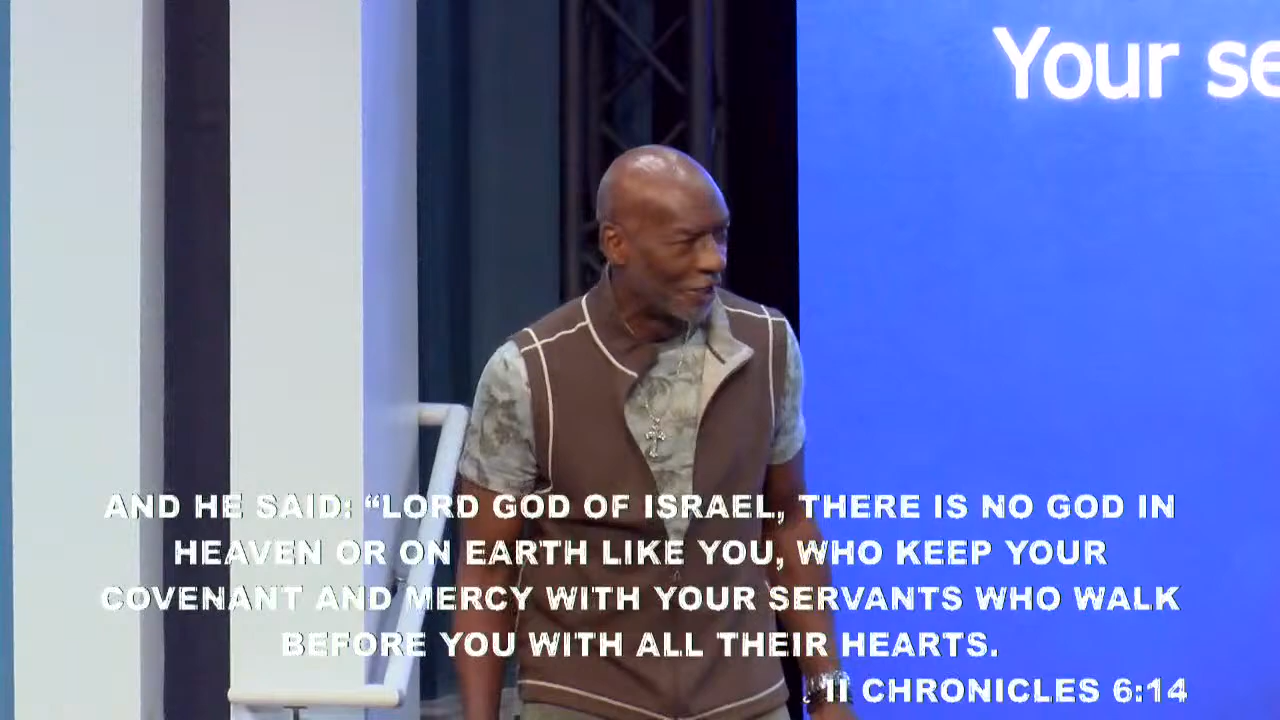 Your se
AND HE SAID: “LORD GOD OF ISRAEL, THERE IS NO GOD IN
HEAVEN OR ON EARTH LIKE YOU, WHO KEEP YOUR
COVENANT AND MERCY WITH YOUR SERVANTS WHO WALK
BEFORE YOU WITH ALL THEIR HEARTS.
II CHRONICLES 6:14